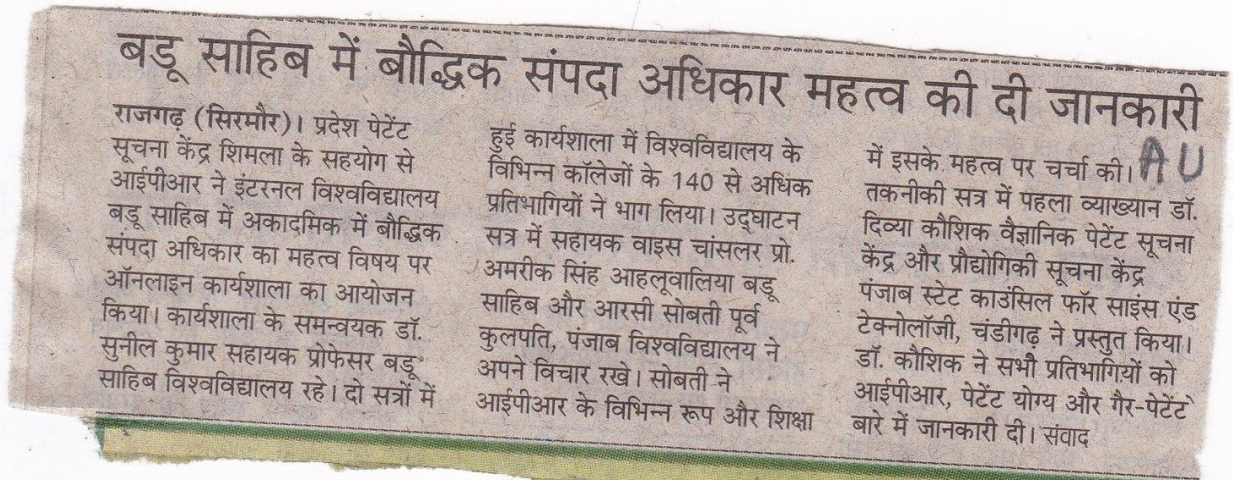 बडू साहिब में बौद्धिक संपदा अधिकार महत्व की दी जानकारी
राजगढ़ (सिरमौर)। प्रदेश पेटेंट
सूचना केंद्र शिमला के सहयोग से
आईपीआर ने इंटरनल विश्वविद्यालय
बडू साहिब में अकादमिक में बौद्धिक
संपदा अधिकार का महत्व विषय पर
ऑनलाइन कार्यशाला का आयोजन
किया। कार्यशाला के समन्वयक डॉ.
सुनील कुमार सहायक प्रोफेसर बडू
साहिब विश्वविद्यालय रहे। दो सत्रों में
हुई कार्यशाला में विश्वविद्यालय के
विभिन्न कॉलेजों के 140 से अधिक
प्रतिभागियों ने भाग लिया। उद्घाटन
सत्र में सहायक वाइस चांसलर प्रो.
अमरीक सिंह आहलूवालिया बडू
साहिब और आरसी सोबती पूर्व
कुलपति, पंजाब विश्वविद्यालय ने
अपने विचार रखे। सोबती ने
आईपीआर के विभिन्न रूप और शिक्षा
में इसके महत्व पर चर्चा की। AU
तकनीकी सत्र में पहला व्याख्यान डॉ.
दिव्या कौशिक वैज्ञानिक पेटेंट सूचना
केंद्र और प्रौद्योगिकी सूचना केंद्र
पंजाब स्टेट काउंसिल फॉर साइंस एंड
टेक्नोलॉजी, चंडीगढ़ ने प्रस्तुत किया।
डॉ. कौशिक ने सभी प्रतिभागियों को
आईपीआर, पेटेंट योग्य और गैर-पेटेंट
बारे में जानकारी दी। संवाद